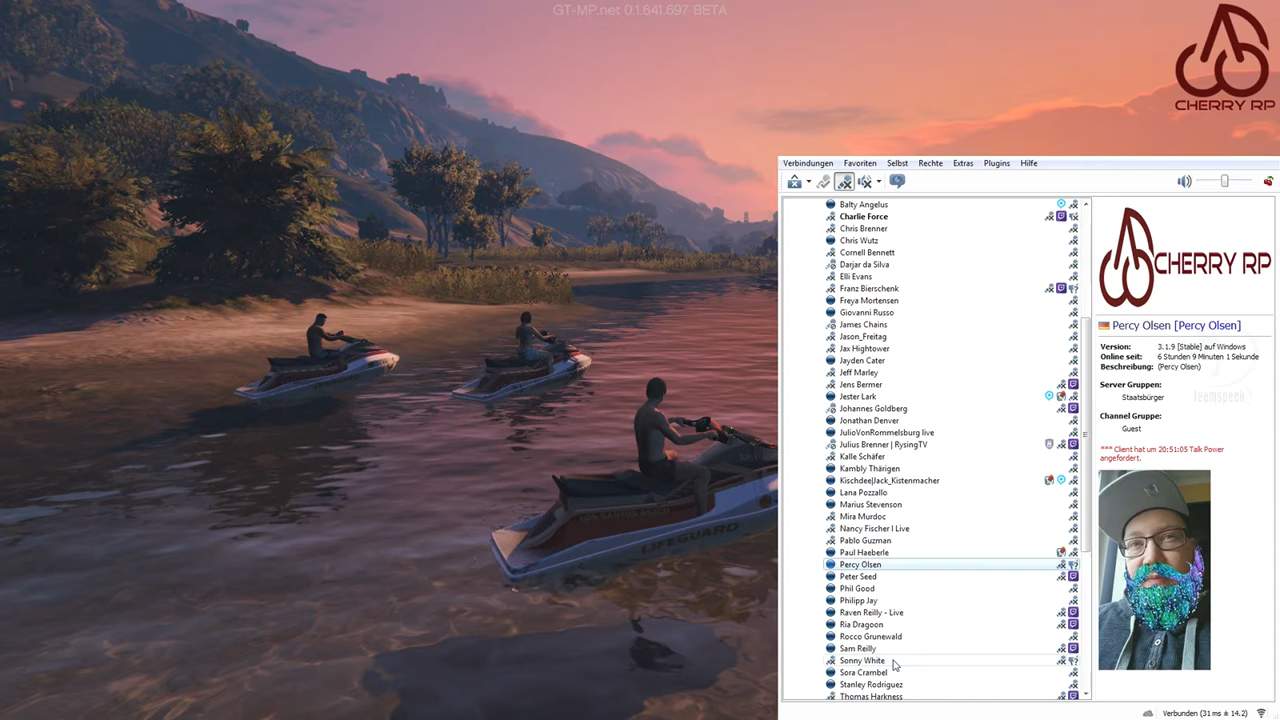 GT-MP.net 0.1.641.697 BETA
CHERRY RP
Verbindungen Favoriten Selbst Rechte Extras Plugins Hilfe
Balty Angelus
Charlie Force
Chris Brenner
Chris Wutz
Cornell Bennett
Darjar da Silva
Elli Evans
Franz Bierschenk
Freya Mortensen
Giovanni Russo
James Chains
Jason_Freitag
Jax Hightower
Jayden Cater
Jeff Marley
Jens Bermer
Jester Lark
Johannes Goldberg
Jonathan Denver
JulioVonRommelsburg live
Julius Brenner | RysingTV
Kalle Schäfer
Kambly Thärigen
Kischdee|Jack_Kistenmacher
Lana Pozzallo
Marius Stevenson
Mira Murdoc
Nancy Fischer l Live
Pablo Guzman
Paul Haeberle
Percy Olsen
Peter Seed
Phil Good
Philipp Jay
Raven Reilly - Live
Ria Dragoon
Rocco Grunewald
Sam Reilly
Sonny White
Sora Crambel
Stanley Rodriguez
Thomas Harkness
CHERRY RP
Percy Olsen [Percy Olsen]
Version: 3.1.9 [Stable] auf Windows
Online seit: 6 Stunden 9 Minuten 1 Sekunde
Beschreibung: (Percy Olsen)
Server Gruppen:
Staatsbürger
Teamspeak
Channel Gruppe:
Guest
*** Client hat um 20:51:05 Talk Power
angefordert.
LIFEGUARD
Verbunden (31 ms ± 14.2)